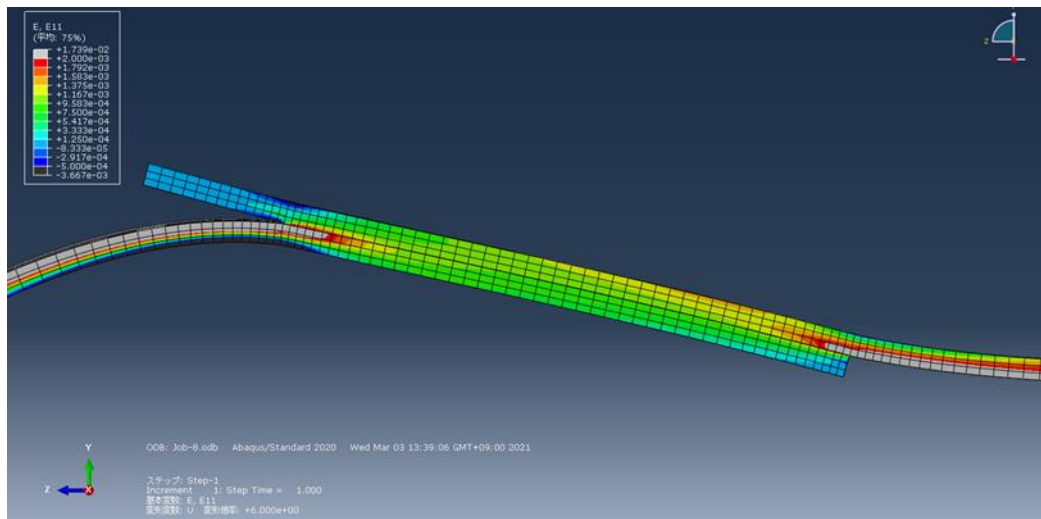 E, E11
(平均: 75%)
+1.739e-02
+2.000e-03
+1.792e-03
+1.583e-03
+1.375e-03
+1.167e-03
+9.583e-04
+7.500e-04
+5.417e-04
+3.333e-04
+1.250e-04
-8.333e-05
-2.917e-04
-5.000e-04
-3.667e-03
Z
Y
Z
X
ODB: Job-8.odb Abaqus/Standard 2020 Wed Mar 03 13:39:06 GMT+09:00 2021
ステップ: Step-1
Increment 1: Step Time = 1.000
基本変数: E, E11
変形変数: U 変形倍率: +6.000e+00